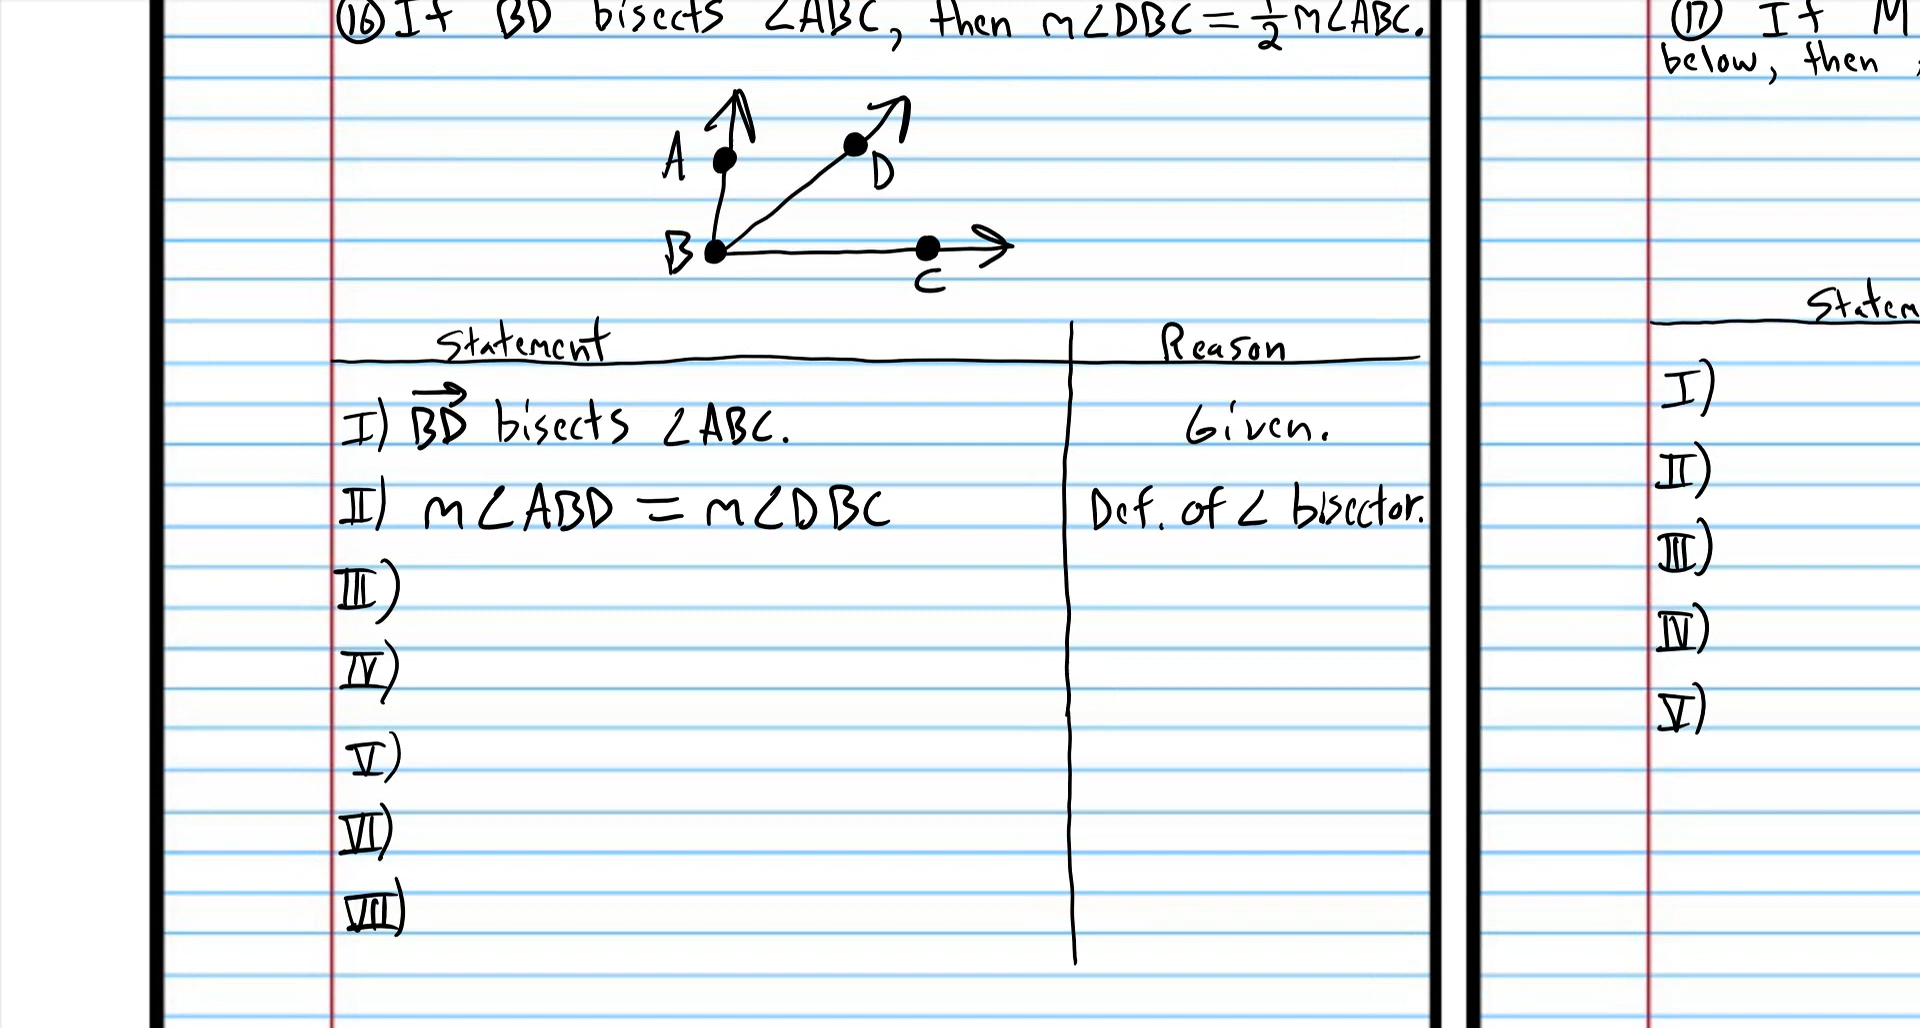 ⑯ If BD bisects ∠ABC, then m∠DBC = 1/2 m∠ABC.
A
D
B
C
Statement Reason
I) BD bisects ∠ABC. Given.
II) m∠ABD = m∠DBC Def. of ∠ bisector.
III)
IV)
V)
VI)
VII)
⑰ If M
below, then
Statem
I)
II)
III)
IV)
V)